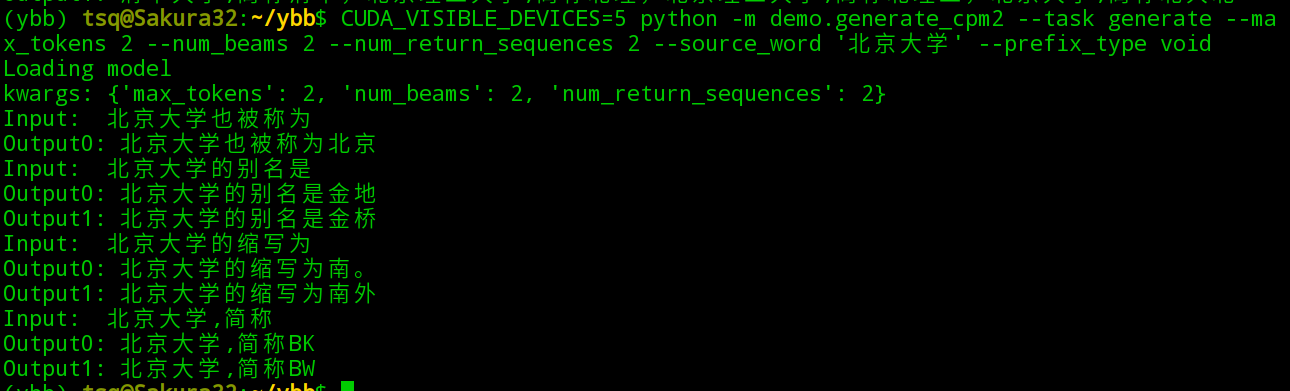 (ybb) tsq@Sakura32:~/ybb$ CUDA_VISIBLE_DEVICES=5 python -m demo.generate_cpm2 --task generate --ma
x_tokens 2 --num_beams 2 --num_return_sequences 2 --source_word '北京大学' --prefix_type void
Loading model
kwargs: {'max_tokens': 2, 'num_beams': 2, 'num_return_sequences': 2}
Input:  北京大学也被称为
Output0: 北京大学也被称为北京
Input:  北京大学的别名是
Output0: 北京大学的别名是金地
Output1: 北京大学的别名是金桥
Input:  北京大学的缩写为
Output0: 北京大学的缩写为南。
Output1: 北京大学的缩写为南外
Input:  北京大学,简称
Output0: 北京大学,简称BK
Output1: 北京大学,简称BW
(ybb) tsq@Sakura32:~/ybb$